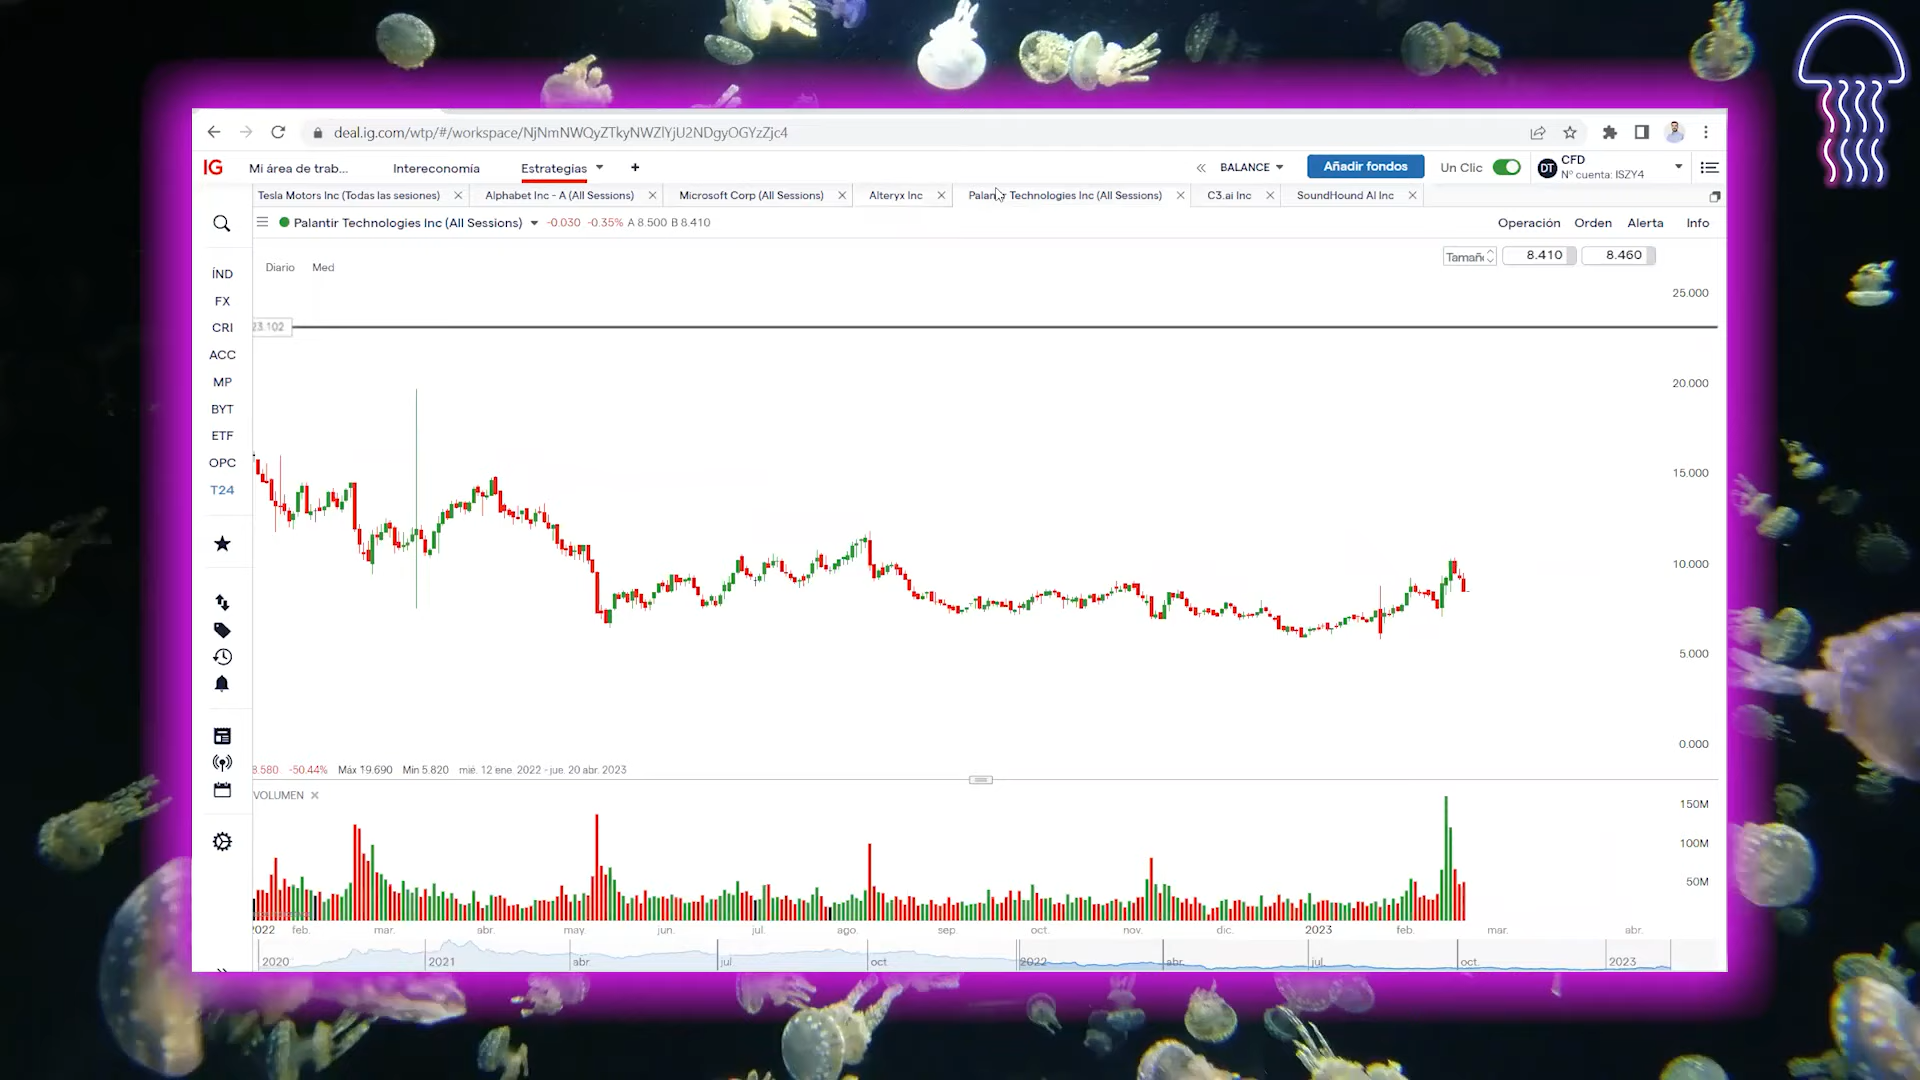 deal.ig.com/wtp/#/workspace/NjNmNWQyZTkyNWZlYjU2NDgyOGYzZjc4
IG Mi área de trab... Intereconomía Estrategias + BALANCE Añadir fondos Un Clic DT CFD
Nº cuenta: ISZY4
Tesla Motors Inc (Todas las sesiones) Alphabet Inc - A (All Sessions) Microsoft Corp (All Sessions) Alteryx Inc Palantir Technologies Inc (All Sessions) C3.ai Inc SoundHound AI Inc
Palantir Technologies Inc (All Sessions) -0.030 -0.35% A 8.500 B 8.410 Operación Orden Alerta Info
Tamañ 8.410 8.460
Diario Med
ÍND
FX
CRI
ACC
MP
BYT
ETF
OPC
T24
25.000
23.102
20.000
15.000
10.000
5.000
0.000
8.580 -50.44% Máx 19.690 Mín 5.820 mié. 12 ene. 2022 - jue. 20 abr. 2023
VOLUMEN
150M
100M
50M
2022 feb. mar. abr. may. jun. jul. ago. sep. oct. nov. dic. 2023 feb. mar. abr.
2020 2021 abr jul oct 2022 abr. jul. oct. 2023